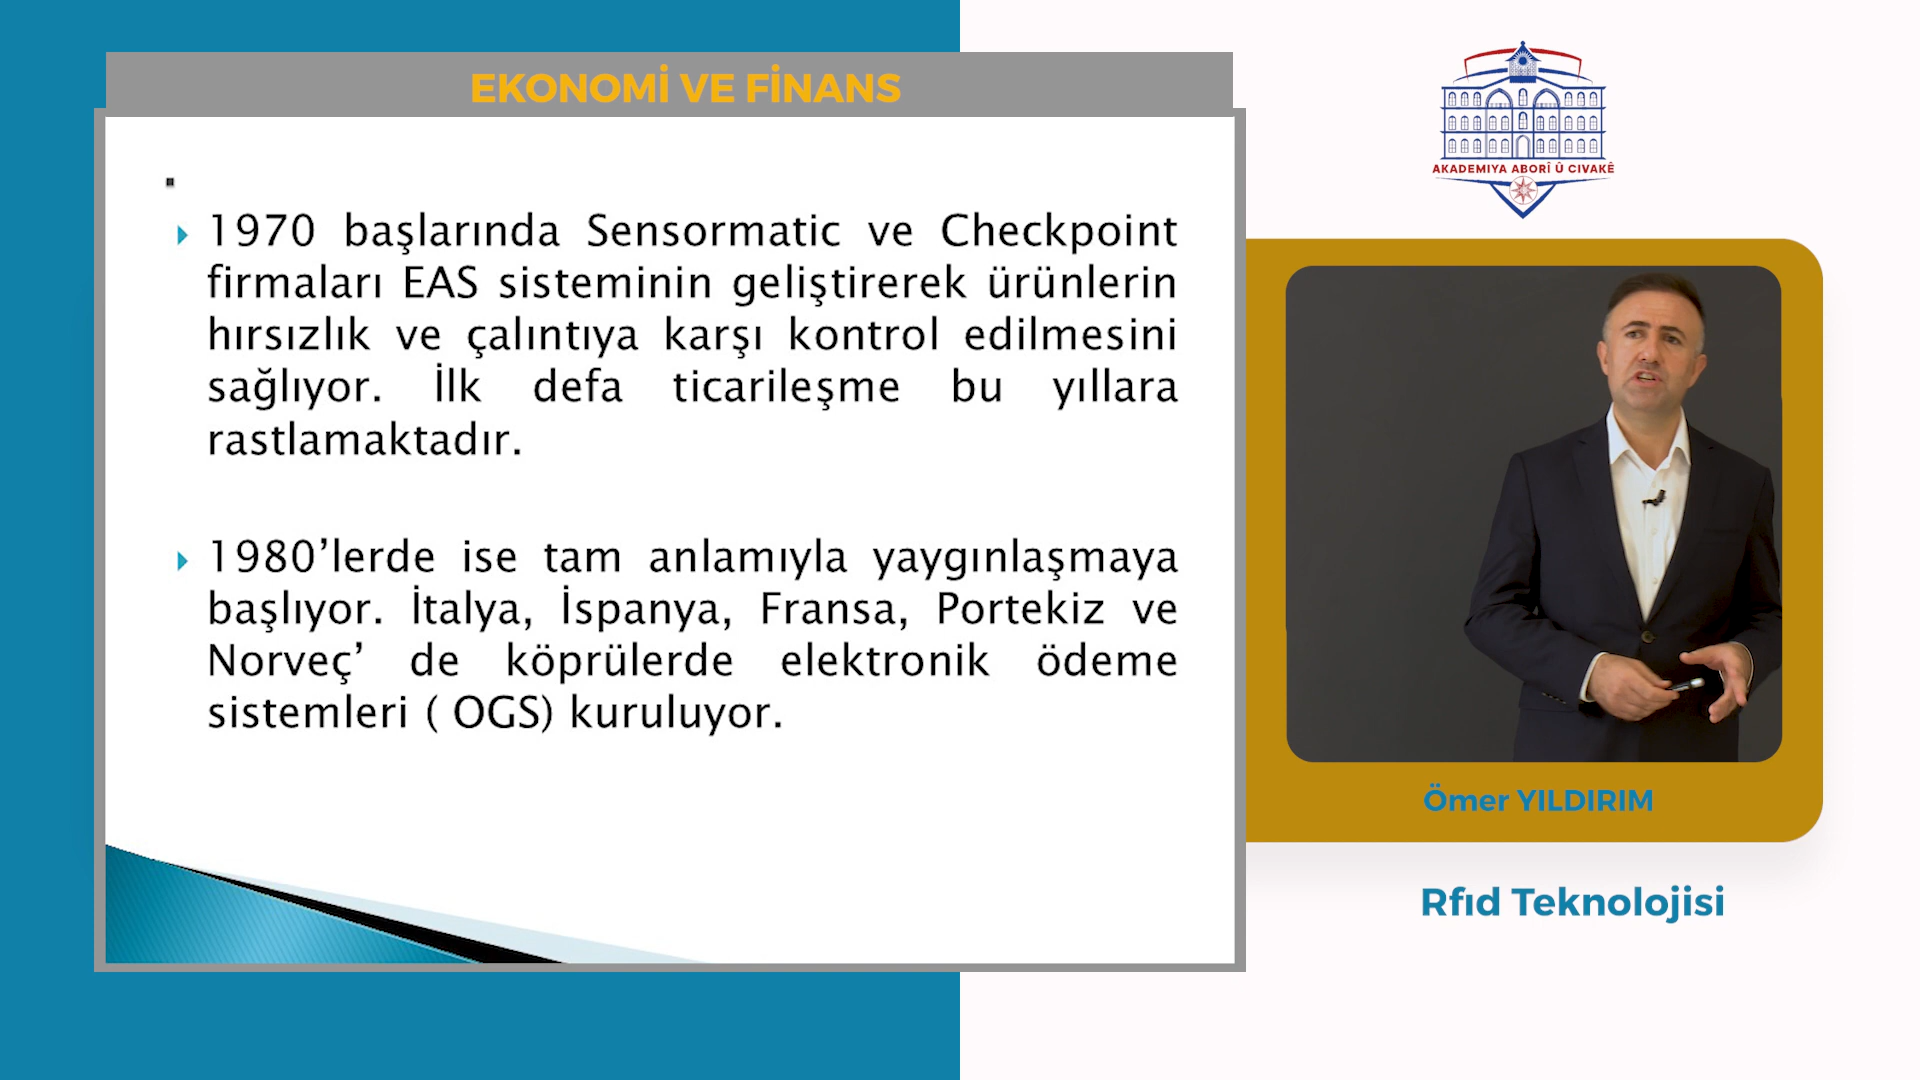 EKONOMİ VE FİNANS
1970 başlarında Sensormatic ve Checkpoint
firmaları EAS sisteminin geliştirerek ürünlerin
hırsızlık ve çalıntıya karşı kontrol edilmesini
sağlıyor. İlk defa ticarileşme bu yıllara
rastlamaktadır.
1980’lerde ise tam anlamıyla yaygınlaşmaya
başlıyor. İtalya, İspanya, Fransa, Portekiz ve
Norveç’ de köprülerde elektronik ödeme
sistemleri ( OGS) kuruluyor.
AKADEMIYA ABORÎ Û CIVAKÊ
Ömer YILDIRIM
Rfıd Teknolojisi